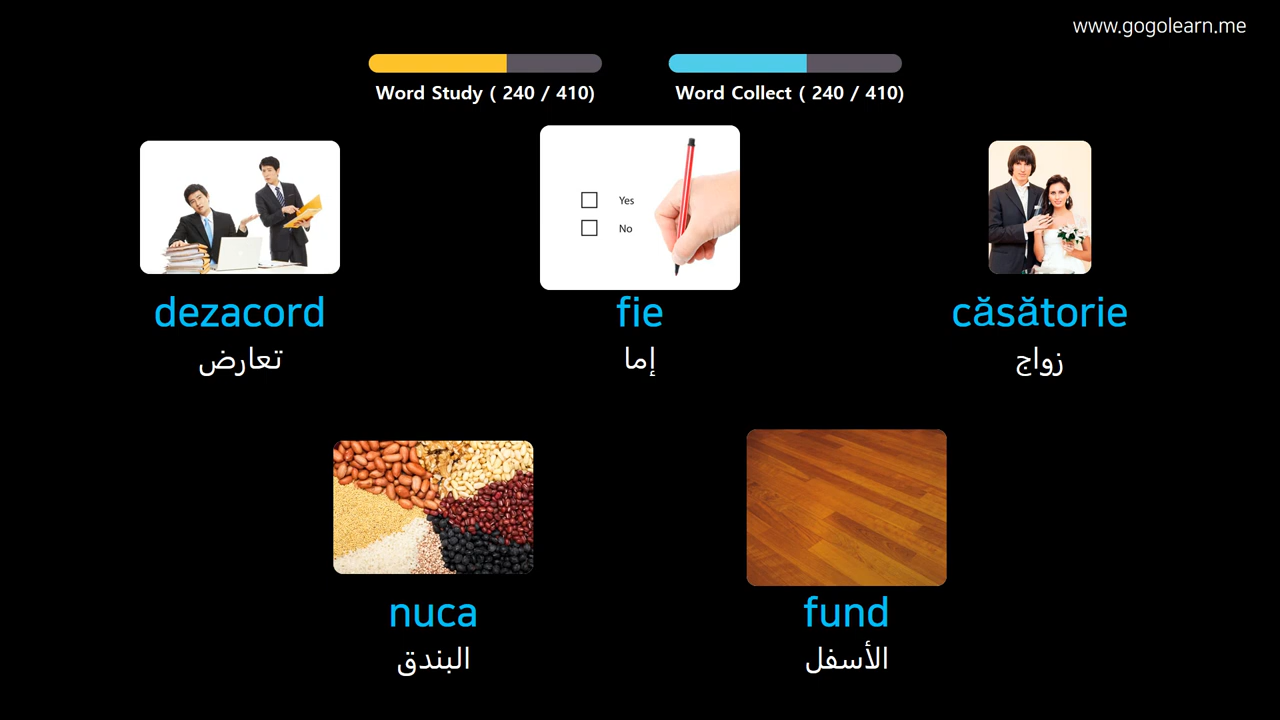 www.gogolearn.me
Word Study ( 240 / 410)
Word Collect ( 240 / 410)
Yes
No
dezacord
تعارض
fie
إما
căsătorie
زواج
nuca
البندق
fund
الأسفل